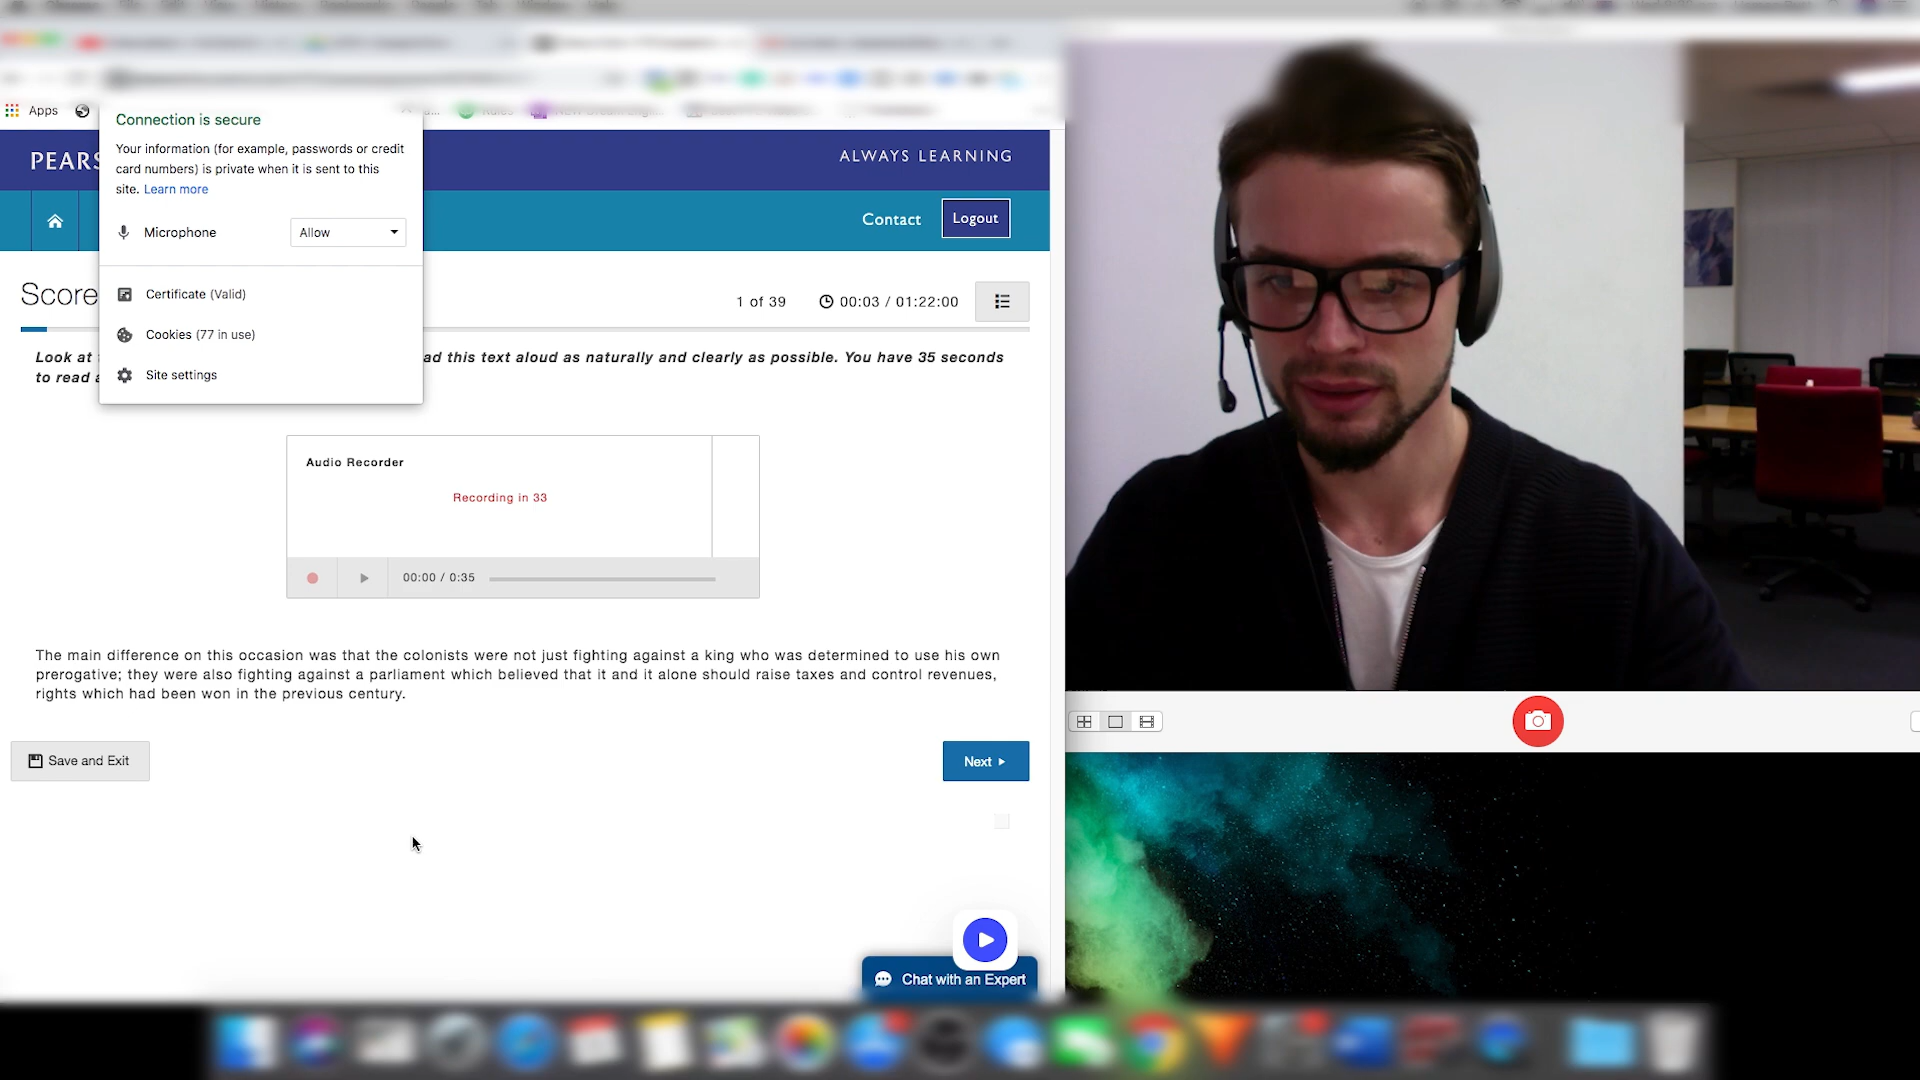 Apps
Connection is secure
Your information (for example, passwords or credit
card numbers) is private when it is sent to this
site. Learn more
Microphone
Allow
Certificate (Valid)
Cookies (77 in use)
Site settings
PEARS
ALWAYS LEARNING
Contact
Logout
Score
1 of 39
00:03 / 01:22:00
Look at
ad this text aloud as naturally and clearly as possible. You have 35 seconds
to read a
Audio Recorder
Recording in 33
00:00 / 0:35
The main difference on this occasion was that the colonists were not just fighting against a king who was determined to use his own
prerogative; they were also fighting against a parliament which believed that it and it alone should raise taxes and control revenues,
rights which had been won in the previous century.
Save and Exit
Next
Chat with an Expert